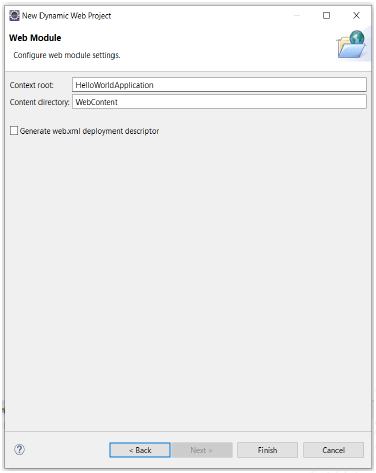 New Dynamic Web Project
Web Module
Configure web module settings.
Context root: HelloWorldApplication
Content directory: WebContent
Generate web.xml deployment descriptor
? < Back Next > Finish Cancel